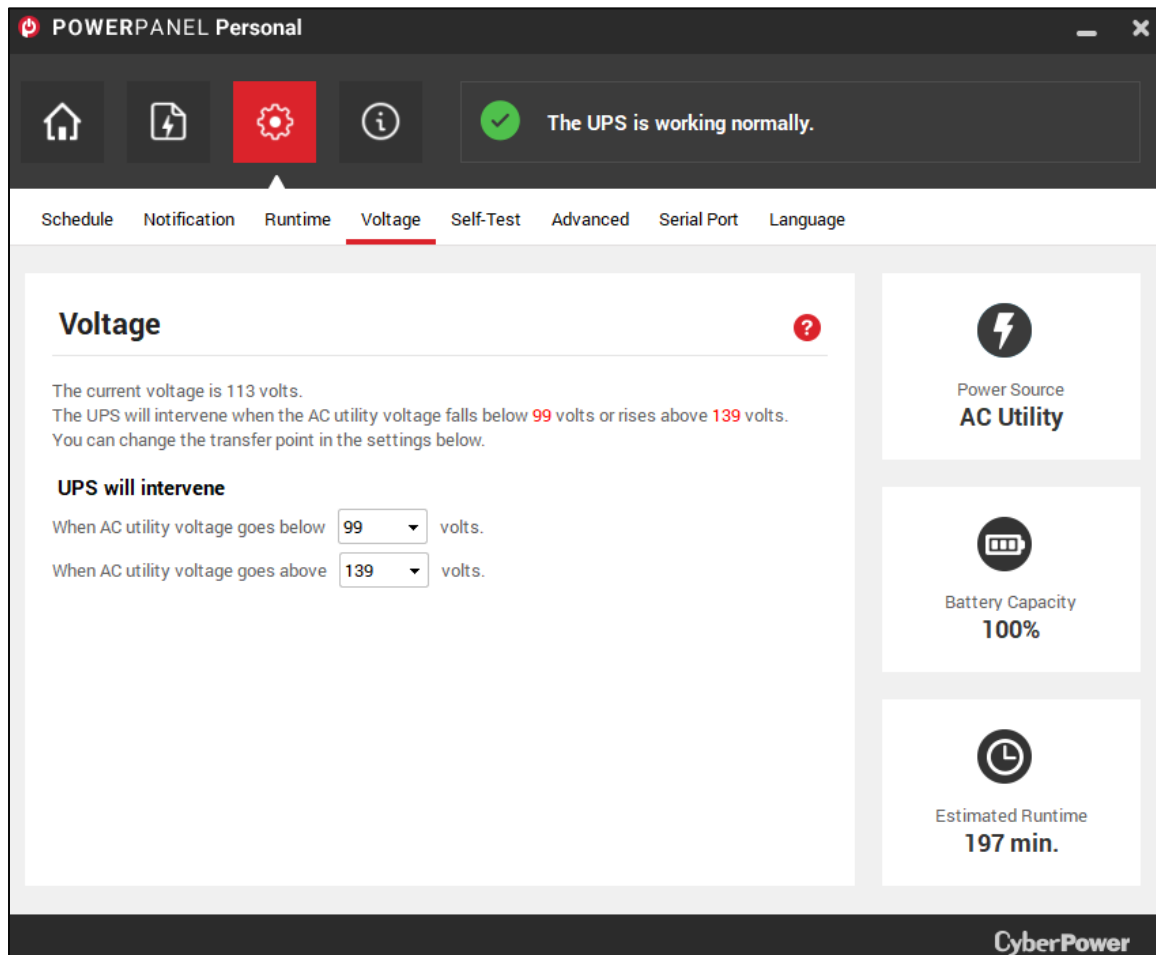 POWERPANEL Personal
The UPS is working normally.
Schedule Notification Runtime Voltage Self-Test Advanced Serial Port Language
Voltage
?
The current voltage is 113 volts.
The UPS will intervene when the AC utility voltage falls below 99 volts or rises above 139 volts.
You can change the transfer point in the settings below.
UPS will intervene
When AC utility voltage goes below 99 volts.
When AC utility voltage goes above 139 volts.
Power Source
AC Utility
Battery Capacity
100%
Estimated Runtime
197 min.
CyberPower